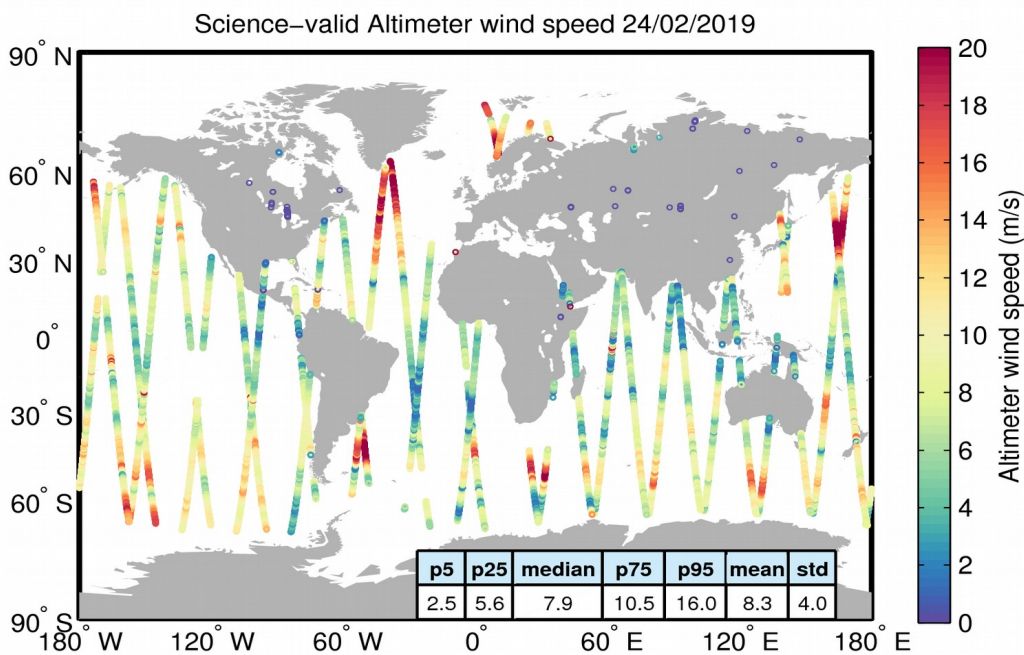 Science-valid Altimeter wind speed 24/02/2019
90° N
60° N
30° N
0°
30° S
60° S
90° S
180° W
120° W
60° W
0°
60° E
120° E
180° E
p5 p25 median p75 p95 mean std
2.5 5.6 7.9 10.5 16.0 8.3 4.0
20
18
16
14
12
10
8
6
4
2
0
Altimeter wind speed (m/s)